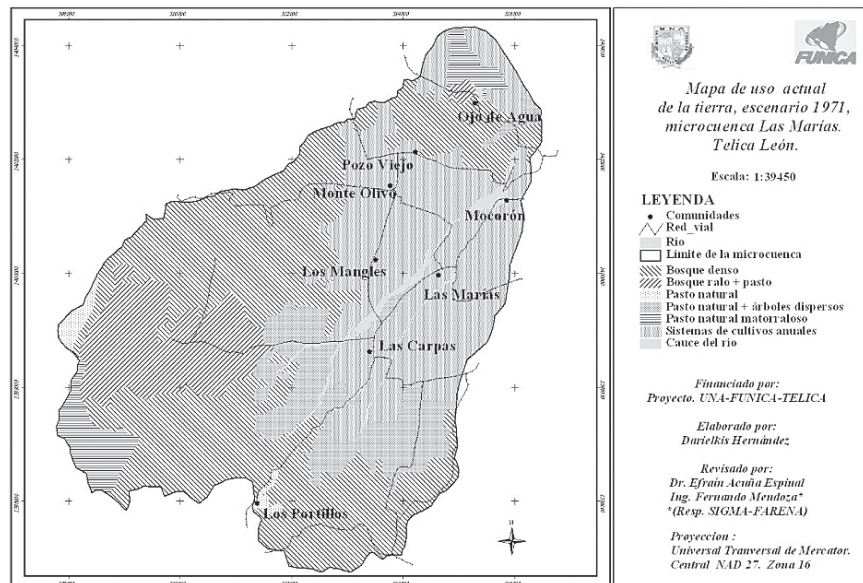 Ojo de Agua
Pozo Viejo
Monte Olivo
Mocorón
Los Mangles
Las Marías
Las Carpas
Los Portillos
N
FUNICA
Mapa de uso actual
de la tierra, escenario 1971,
microcuenca Las Marías.
Telica León.
Escala: 1:39450
LEYENDA
Comunidades
Red_vial
Rio
Límite de la microcuenca
Bosque denso
Bosque ralo + pasto
Pasto natural
Pasto natural + árboles dispersos
Pasto natural matorraloso
Sistemas de cultivos anuales
Cauce del río
Financiado por:
Proyecto. UNA-FUNICA-TELICA
Elaborado por:
Darielkis Hernández
Revisado por:
Dr. Efraín Acuña Espinal
Ing. Fernando Mendoza*
*(Resp. SIGMA-FARENA)
Proyeccion :
Universal Tranversal de Mercator.
Central NAD 27. Zona 16